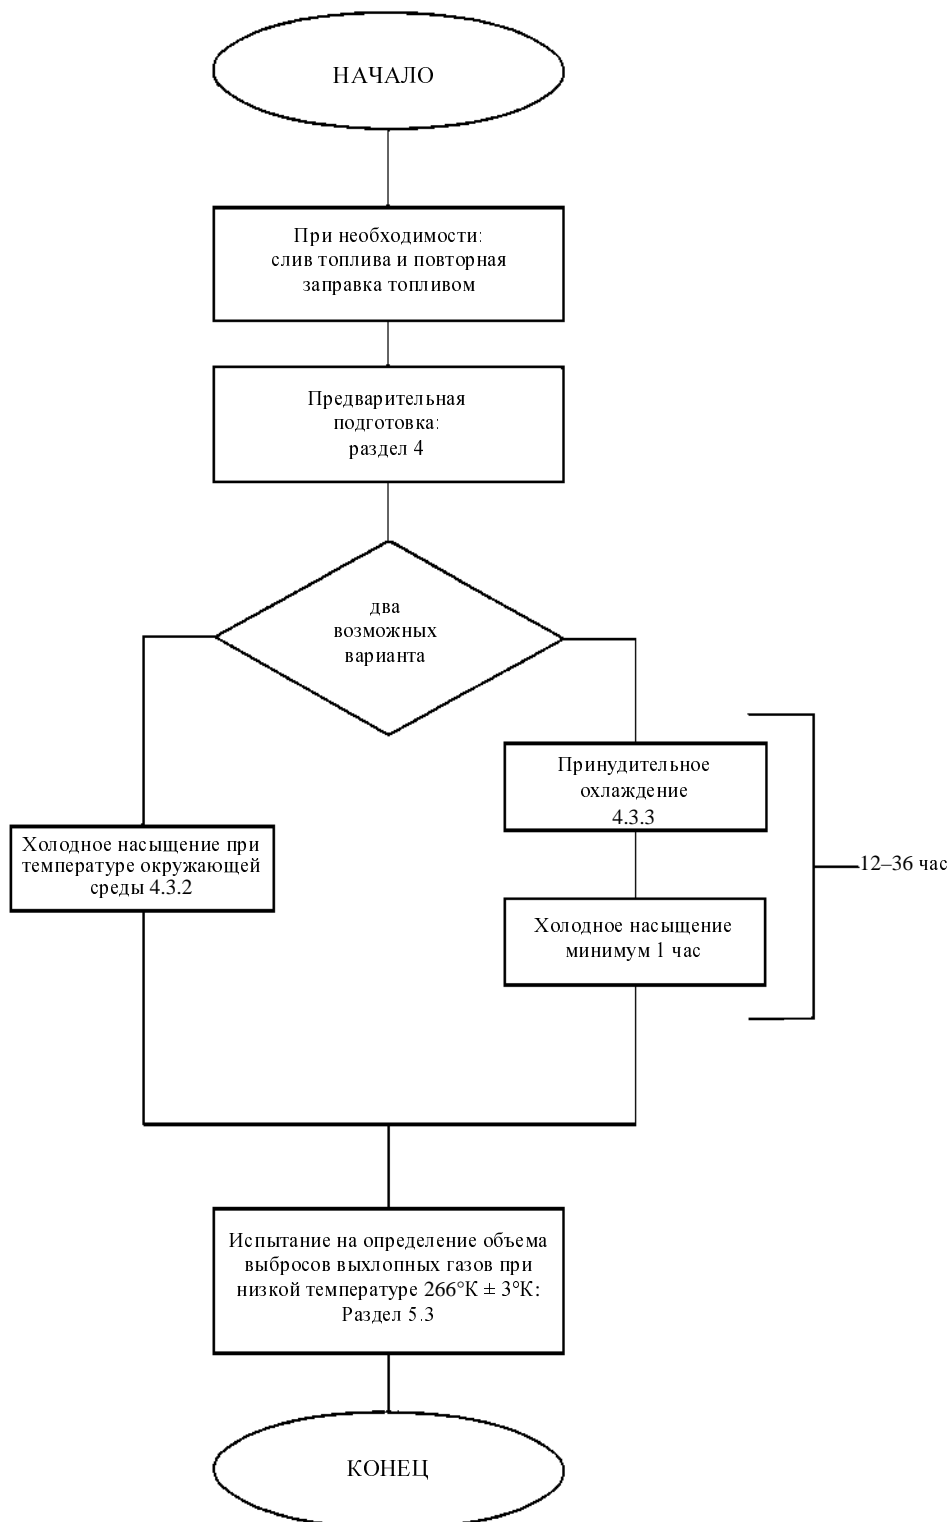 НАЧАЛО
При необходимости:
слив топлива и повторная
заправка топливом
Предварительная
подготовка:
раздел 4
два
возможных
варианта
Принудительное
охлаждение
4.3.3
Холодное насыщение при
температуре окружающей
среды 4.3.2
12–36 час
Холодное насыщение
минимум 1 час
Испытание на определение объема
выбросов выхлопных газов при
низкой температуре 266°К ± 3°К:
Раздел 5.3
КОНЕЦ